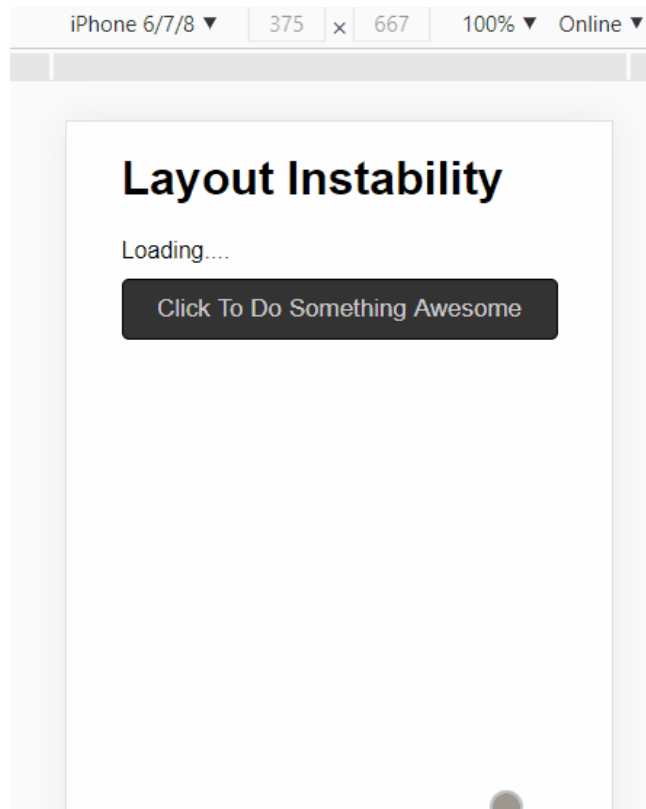 iPhone 6/7/8 ▼ 375 × 667 100% ▼ Online ▼
Layout Instability
Loading....
Click To Do Something Awesome